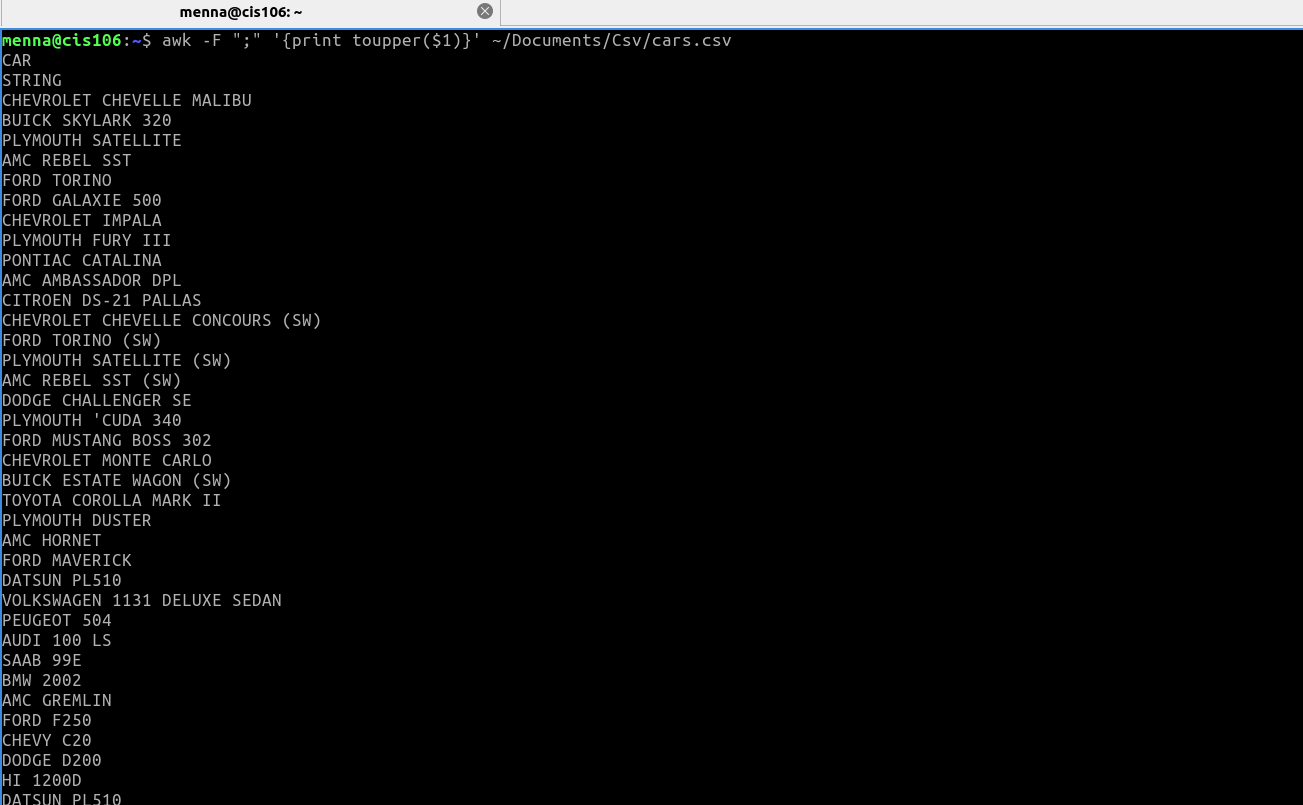 menna@cis106: ~
menna@cis106:~$ awk -F ";" '{print toupper($1)}' ~/Documents/Csv/cars.csv
CAR
STRING
CHEVROLET CHEVELLE MALIBU
BUICK SKYLARK 320
PLYMOUTH SATELLITE
AMC REBEL SST
FORD TORINO
FORD GALAXIE 500
CHEVROLET IMPALA
PLYMOUTH FURY III
PONTIAC CATALINA
AMC AMBASSADOR DPL
CITROEN DS-21 PALLAS
CHEVROLET CHEVELLE CONCOURS (SW)
FORD TORINO (SW)
PLYMOUTH SATELLITE (SW)
AMC REBEL SST (SW)
DODGE CHALLENGER SE
PLYMOUTH 'CUDA 340
FORD MUSTANG BOSS 302
CHEVROLET MONTE CARLO
BUICK ESTATE WAGON (SW)
TOYOTA COROLLA MARK II
PLYMOUTH DUSTER
AMC HORNET
FORD MAVERICK
DATSUN PL510
VOLKSWAGEN 1131 DELUXE SEDAN
PEUGEOT 504
AUDI 100 LS
SAAB 99E
BMW 2002
AMC GREMLIN
FORD F250
CHEVY C20
DODGE D200
HI 1200D
DATSUN PL510